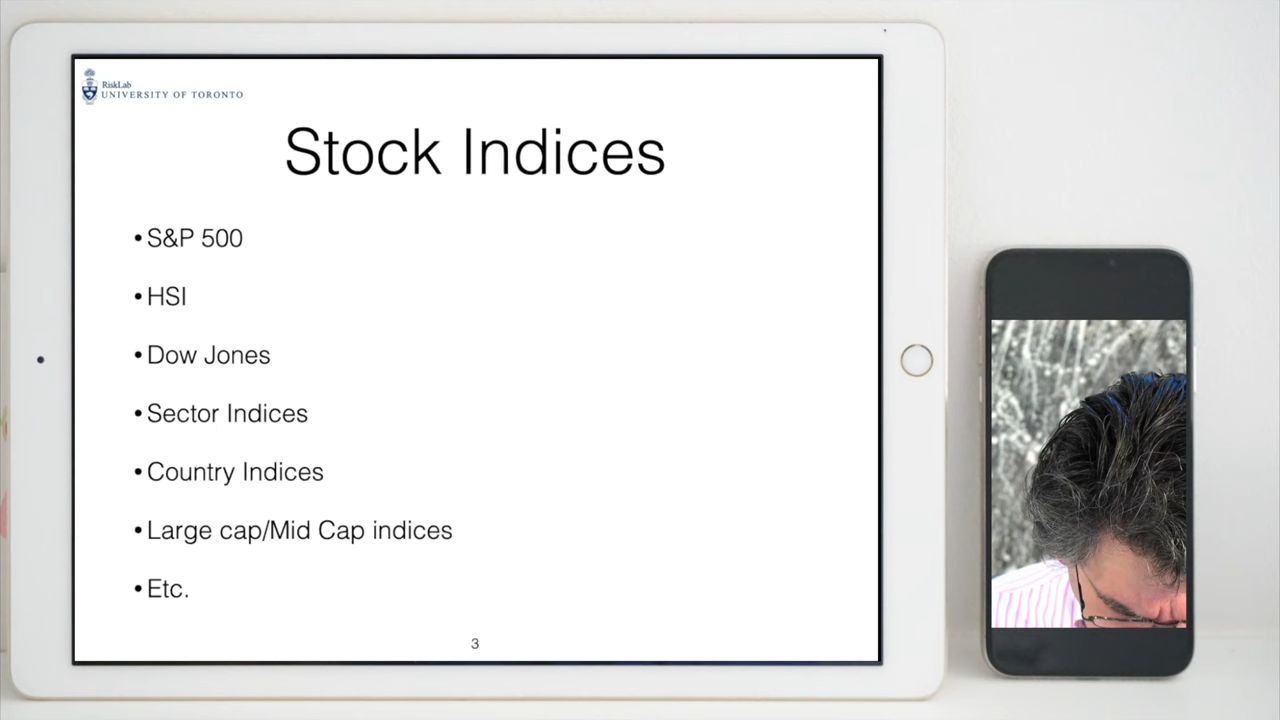 RiskLab
UNIVERSITY OF TORONTO
Stock Indices
•S&P 500
•HSI
•Dow Jones
•Sector Indices
•Country Indices
•Large cap/Mid Cap indices
•Etc.
3